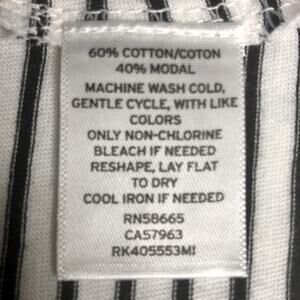 60% COTTON/COTON
40% MODAL
MACHINE WASH COLD,
GENTLE CYCLE, WITH LIKE
COLORS
ONLY NON-CHLORINE
BLEACH IF NEEDED
RESHAPE, LAY FLAT
TO DRY
COOL IRON IF NEEDED
RN58665
CA57963
RK405553MI